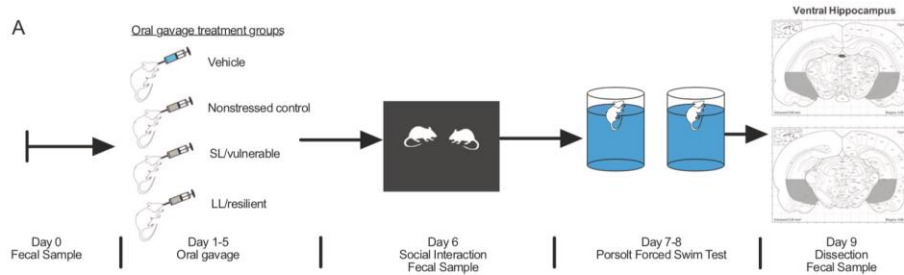 A
Oral gavage treatment groups
Vehicle
Nonstressed control
SL/vulnerable
LL/resilient
Ventral Hippocampus
Day 0
Fecal Sample
Day 1-5
Oral gavage
Day 6
Social Interaction
Fecal Sample
Day 7-8
Porsolt Forced Swim Test
Day 9
Dissection
Fecal Sample